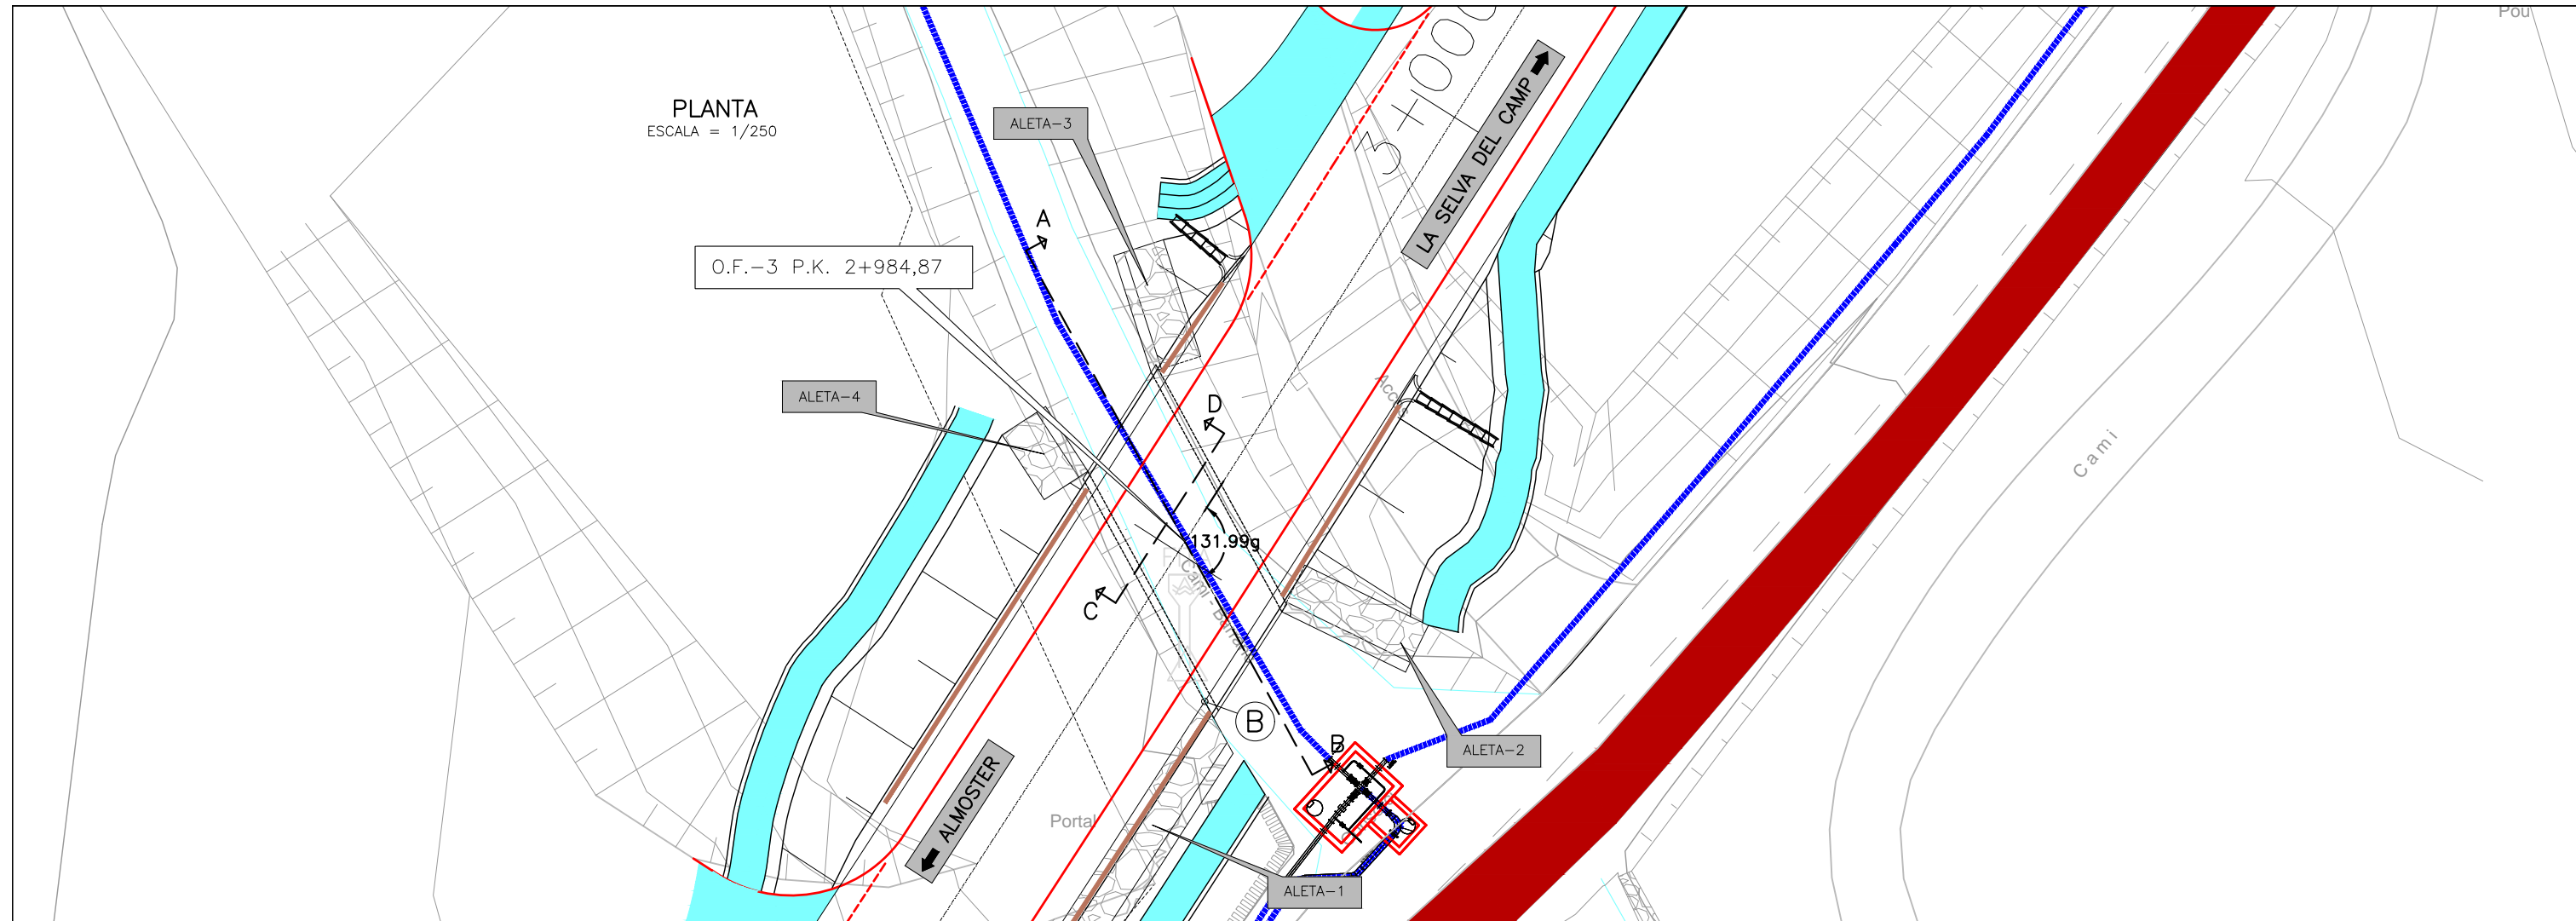 Pou
PLANTA
ESCALA = 1/250
ALETA-3
3+000
LA SELVA DEL CAMP
A
O.F.-3 P.K. 2+984,87
ALETA-4
D
Camí
131.99g
C
B
B
ALETA-2
ALMOSTER
Portal
ALETA-1